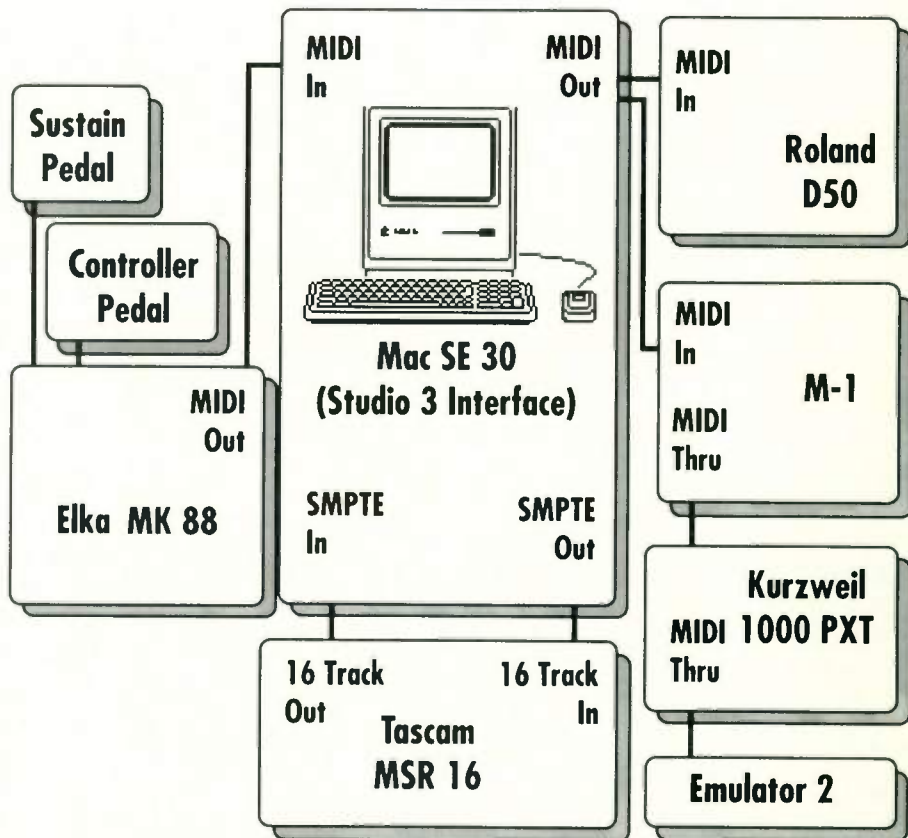 MIDI
In
MIDI
Out
MIDI
In
Roland
D50
Sustain
Pedal
Controller
Pedal
Mac SE 30
(Studio 3 Interface)
MIDI
In
M-1
MIDI
Thru
MIDI
Out
Elka MK 88
SMPTE
In
SMPTE
Out
Kurzweil
1000 PXT
MIDI
Thru
16 Track
Out
16 Track
In
Tascam
MSR 16
Emulator 2